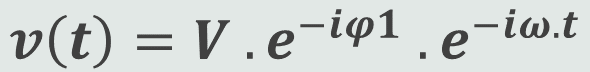 v(t) = V . e^{-iφ1} . e^{-iω.t}